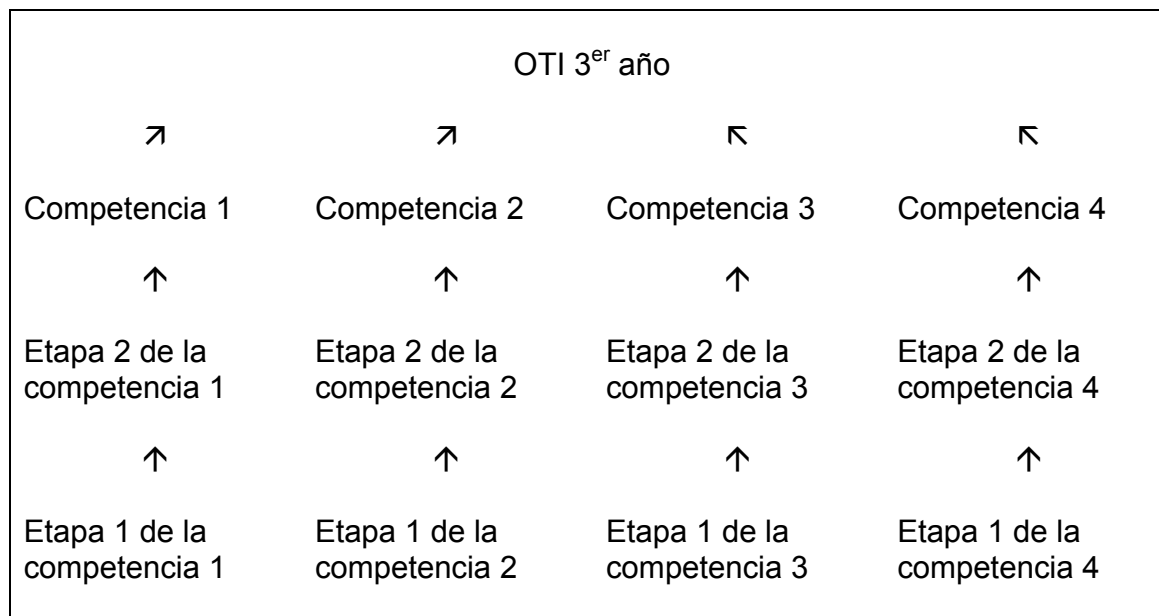 OTI 3er año
↗ ↗ ↖ ↖
Competencia 1 Competencia 2 Competencia 3 Competencia 4
↑ ↑ ↑ ↑
Etapa 2 de la Etapa 2 de la Etapa 2 de la Etapa 2 de la
competencia 1 competencia 2 competencia 3 competencia 4
↑ ↑ ↑ ↑
Etapa 1 de la Etapa 1 de la Etapa 1 de la Etapa 1 de la
competencia 1 competencia 2 competencia 3 competencia 4